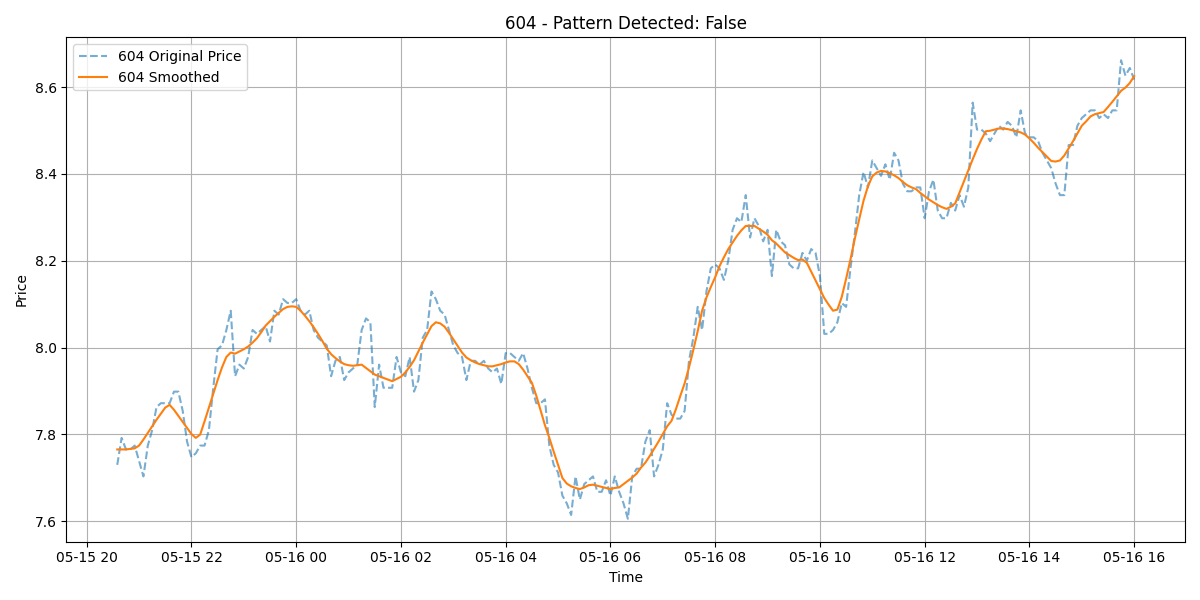 604 - Pattern Detected: False
604 Original Price
604 Smoothed
Price
8.6
8.4
8.2
8.0
7.8
7.6
05-15 20 05-15 22 05-16 00 05-16 02 05-16 04 05-16 06 05-16 08 05-16 10 05-16 12 05-16 14 05-16 16
Time